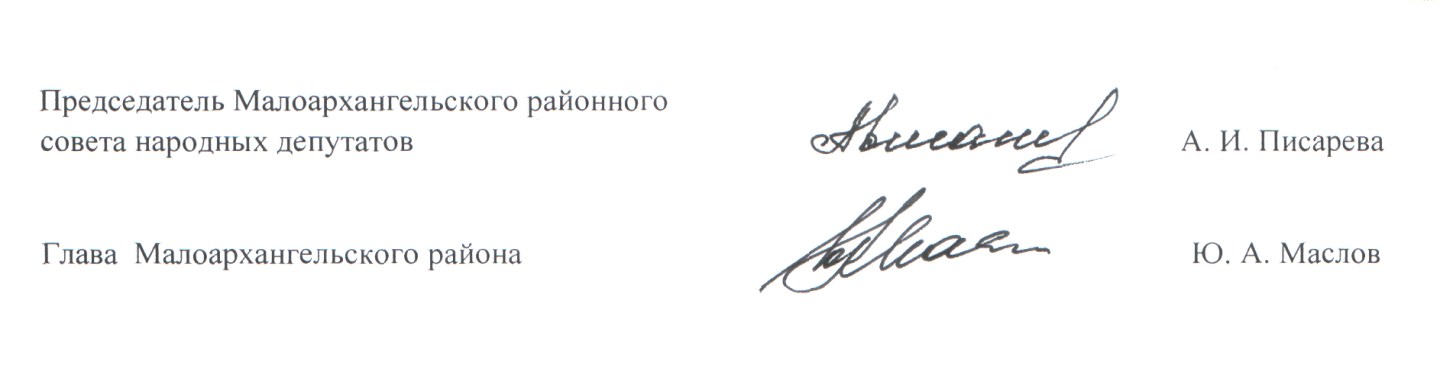 Председатель Малоархангельского районного
совета народных депутатов А. И. Писарева
Глава Малоархангельского района Ю. А. Маслов